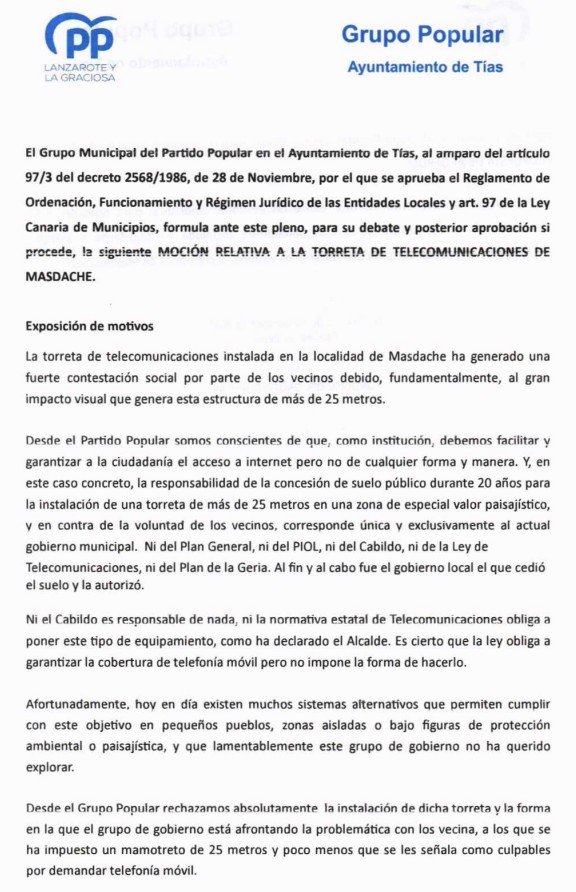 PP
LANZAROTE Y
LA GRACIOSA
Grupo Popular
Ayuntamiento de Tías
El Grupo Municipal del Partido Popular en el Ayuntamiento de Tías, al amparo del artículo
97/3 del decreto 2568/1986, de 28 de Noviembre, por el que se aprueba el Reglamento de
Ordenación, Funcionamiento y Régimen Jurídico de las Entidades Locales y art. 97 de la Ley
Canaria de Municipios, formula ante este pleno, para su debate y posterior aprobación si
procede, la siguiente MOCIÓN RELATIVA A LA TORRETA DE TELECOMUNICACIONES DE
MASDACHE.
Exposición de motivos
La torreta de telecomunicaciones instalada en la localidad de Masdache ha generado una
fuerte contestación social por parte de los vecinos debido, fundamentalmente, al gran
impacto visual que genera esta estructura de más de 25 metros.
Desde el Partido Popular somos conscientes de que, como institución, debemos facilitar y
garantizar a la ciudadanía el acceso a internet pero no de cualquier forma y manera. Y, en
este caso concreto, la responsabilidad de la concesión de suelo público durante 20 años para
la instalación de una torreta de más de 25 metros en una zona de especial valor paisajístico,
y en contra de la voluntad de los vecinos, corresponde única y exclusivamente al actual
gobierno municipal. Ni del Plan General, ni del PIOL, ni del Cabildo, ni de la Ley de
Telecomunicaciones, ni del Plan de la Geria. Al fin y al cabo fue el gobierno local el que cedió
el suelo y la autorizó.
Ni el Cabildo es responsable de nada, ni la normativa estatal de Telecomunicaciones obliga a
poner este tipo de equipamiento, como ha declarado el Alcalde. Es cierto que la ley obliga a
garantizar la cobertura de telefonía móvil pero no impone la forma de hacerlo.
Afortunadamente, hoy en día existen muchos sistemas alternativos que permiten cumplir
con este objetivo en pequeños pueblos, zonas aisladas o bajo figuras de protección
ambiental o paisajística, y que lamentablemente este grupo de gobierno no ha querido
explorar.
Desde el Grupo Popular rechazamos absolutamente la instalación de dicha torreta y la forma
en la que el grupo de gobierno está afrontando la problemática con los vecina, a los que se
ha impuesto un mamotreto de 25 metros y poco menos que se les señala como culpables
por demandar telefonía móvil.